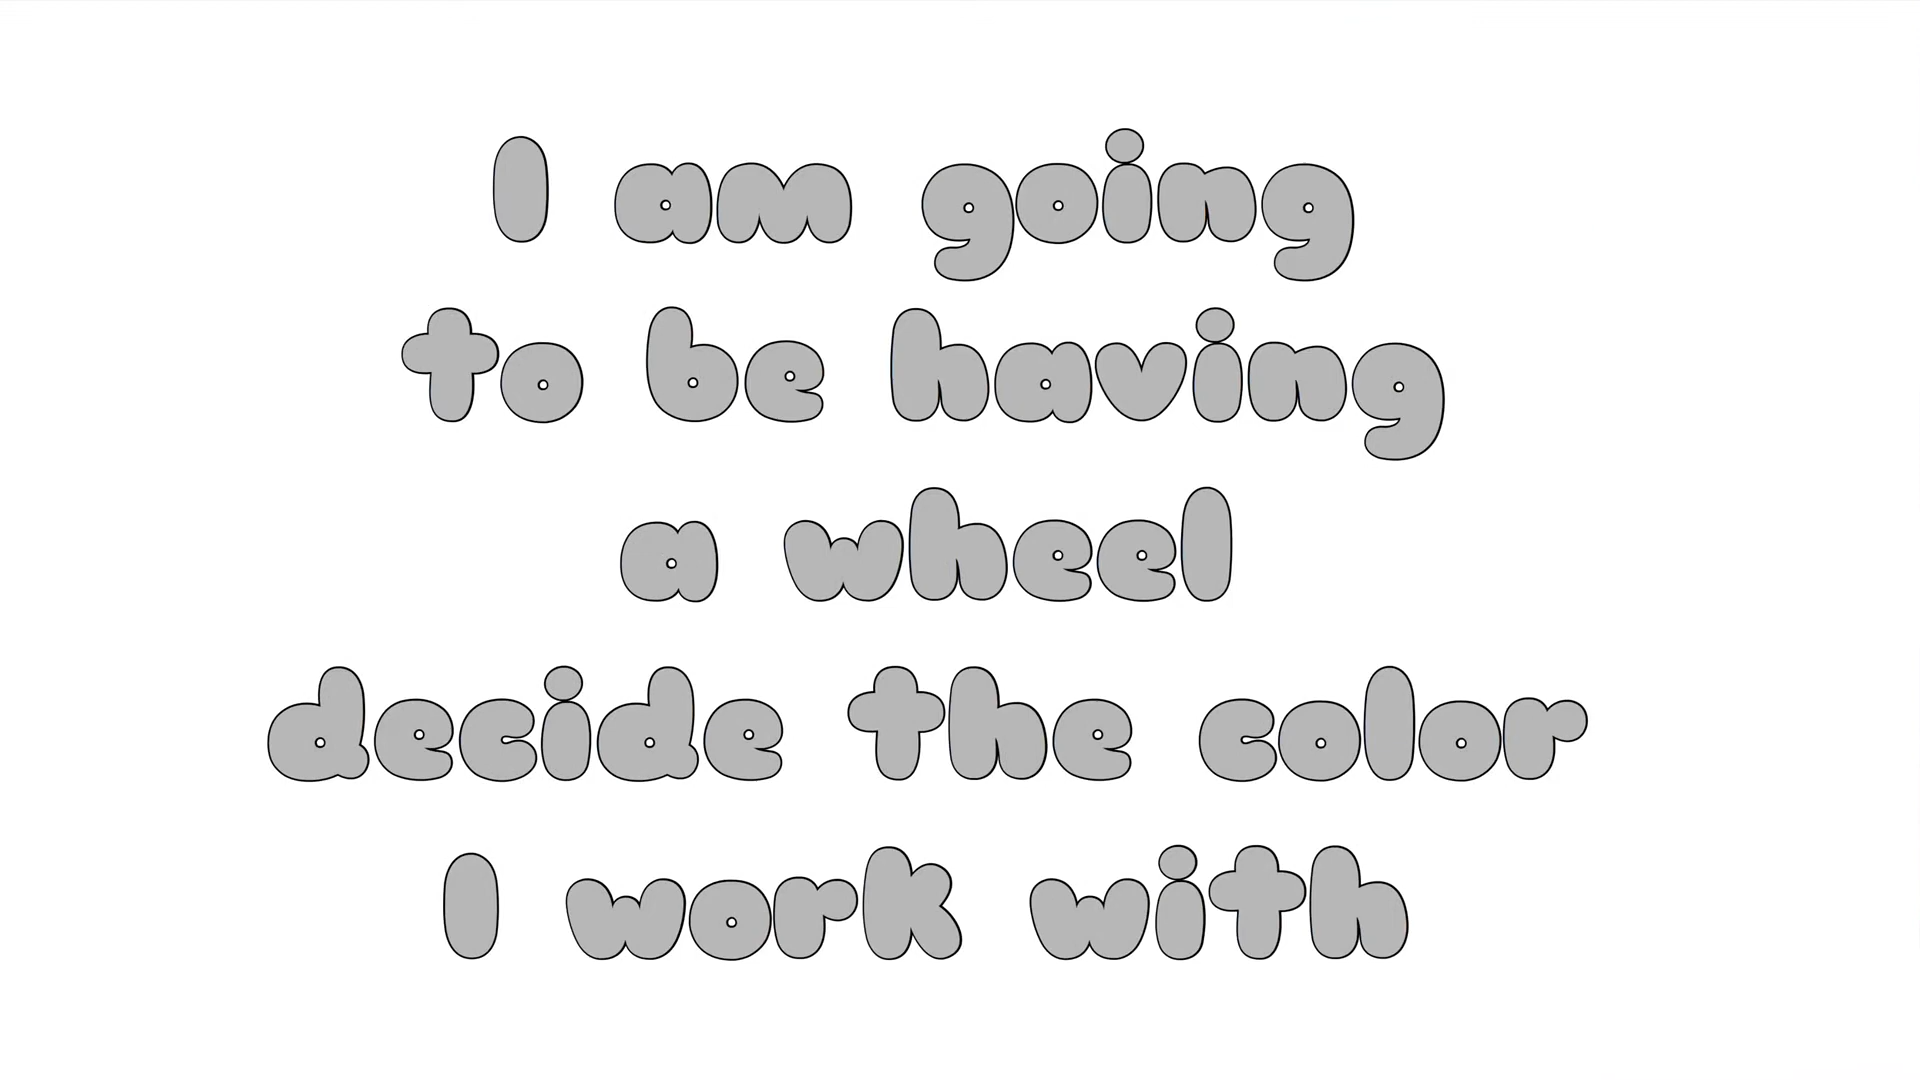 I am going
to be having
a wheel
decide the color
I work with